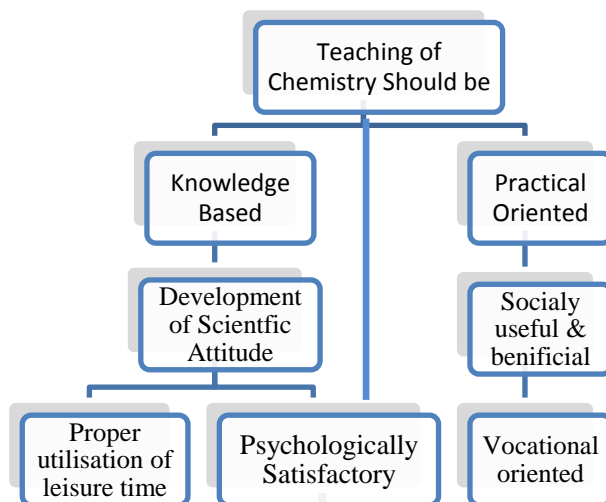 Teaching of
Chemistry Should be
Knowledge
Based
Practical
Oriented
Development
of Scientfic
Attitude
Socialy
useful &
benificial
Proper
utilisation of
leisure time
Psychologically
Satisfactory
Vocational
oriented